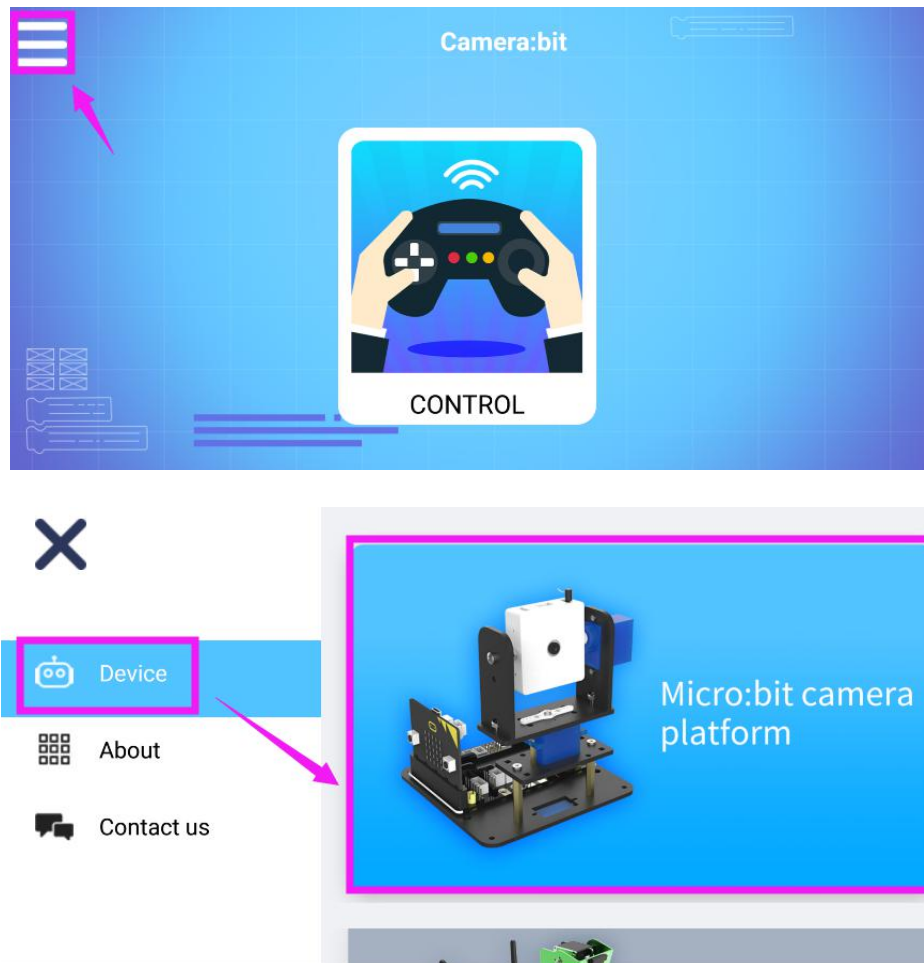 Camera:bit
CONTROL
Device
About
Contact us
Micro:bit camera
platform